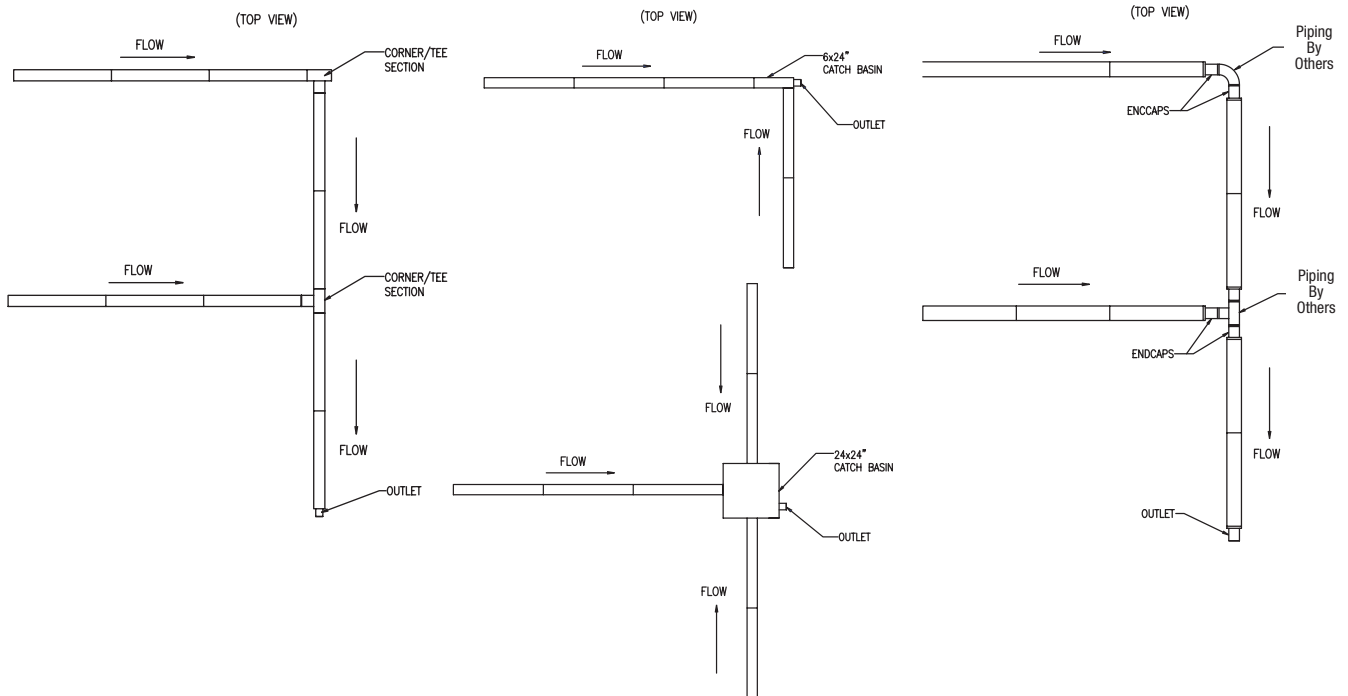 (TOP VIEW)
FLOW
CORNER/TEE
SECTION
FLOW
FLOW
CORNER/TEE
SECTION
FLOW
OUTLET
(TOP VIEW)
FLOW
6x24"
CATCH BASIN
OUTLET
FLOW
FLOW
FLOW
24x24"
CATCH BASIN
OUTLET
FLOW
(TOP VIEW)
FLOW
Piping
By
Others
ENCCAPS
FLOW
FLOW
Piping
By
Others
ENDCAPS
FLOW
OUTLET